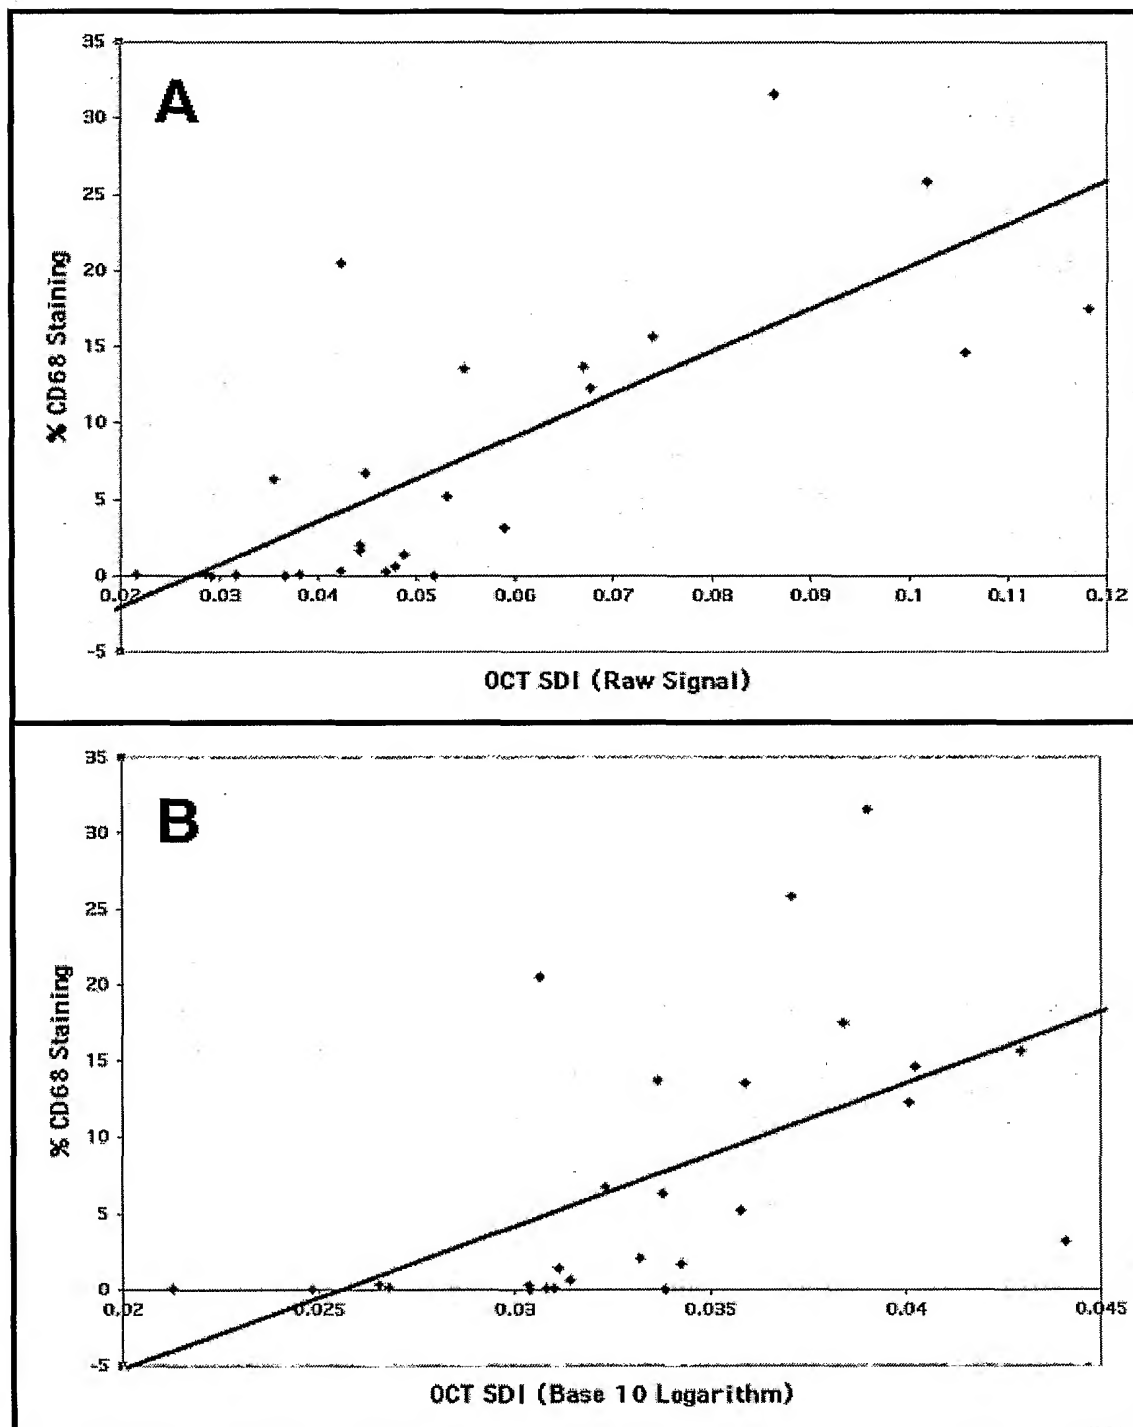 A
35
30
25
20
15
10
5
0
-5
% CD68 Staining
0.02 0.03 0.04 0.05 0.06 0.07 0.08 0.09 0.1 0.11 0.12
OCT SDI (Raw Signal)
B
35
30
25
20
15
10
5
0
-5
% CD68 Staining
0.02 0.025 0.03 0.035 0.04 0.045
OCT SDI (Base 10 Logarithm)